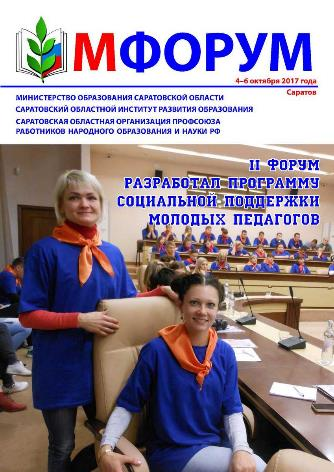 МФОРУМ
4–6 октября 2017 года
Саратов
МИНИСТЕРСТВО ОБРАЗОВАНИЯ САРАТОВСКОЙ ОБЛАСТИ
САРАТОВСКИЙ ОБЛАСТНОЙ ИНСТИТУТ РАЗВИТИЯ ОБРАЗОВАНИЯ
САРАТОВСКАЯ ОБЛАСТНАЯ ОРГАНИЗАЦИЯ ПРОФСОЮЗА
РАБОТНИКОВ НАРОДНОГО ОБРАЗОВАНИЯ И НАУКИ РФ
II ФОРУМ
РАЗРАБОТАЛ ПРОГРАММУ
СОЦИАЛЬНОЙ ПОДДЕРЖКИ
МОЛОДЫХ ПЕДАГОГОВ